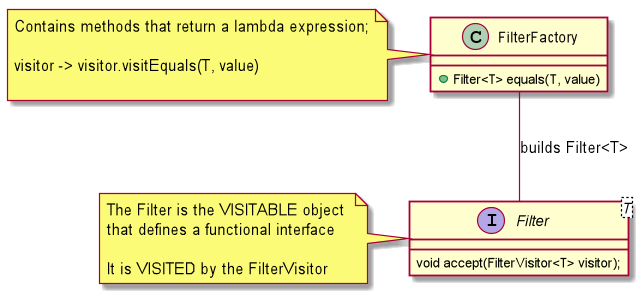 Contains methods that return a lambda expression;
visitor -> visitor.visitEquals(T, value)
C FilterFactory
Filter<T> equals(T, value)
builds Filter<T>
The Filter is the VISITABLE object
that defines a functional interface
It is VISITED by the FilterVisitor
I Filter
T
void accept(FilterVisitor<T> visitor);